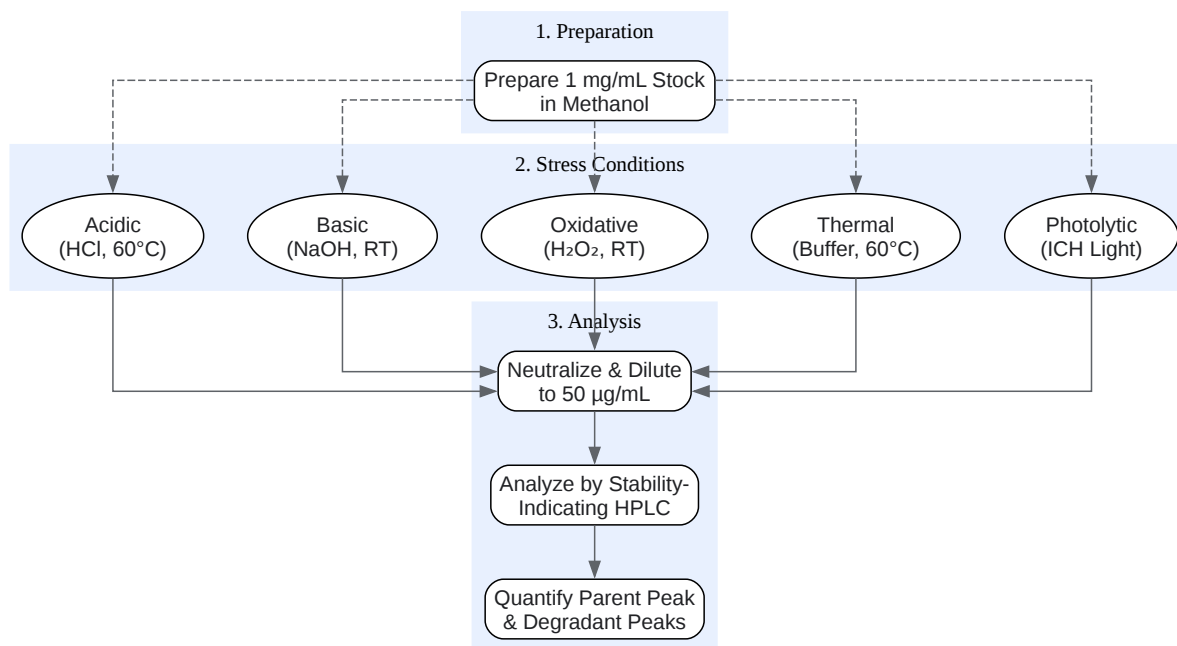 1. Preparation
Prepare 1 mg/mL Stock
in Methanol
2. Stress Conditions
Acidic
(HCl, 60°C)
Basic
(NaOH, RT)
Oxidative
(H₂O₂, RT)
Thermal
(Buffer, 60°C)
Photolytic
(ICH Light)
3. Analysis
Neutralize & Dilute
to 50 µg/mL
Analyze by Stability-
Indicating HPLC
Quantify Parent Peak
& Degradant Peaks